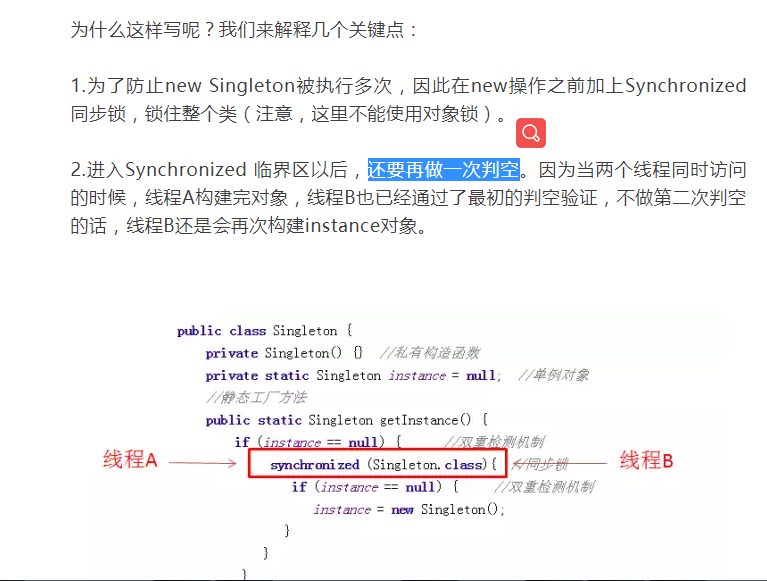 为什么这样写呢？我们来解释几个关键点：
1.为了防止new Singleton被执行多次，因此在new操作之前加上Synchronized
同步锁，锁住整个类（注意，这里不能使用对象锁）。
2.进入Synchronized 临界区以后，还要再做一次判空。因为当两个线程同时访问
的时候，线程A构建完对象，线程B也已经通过了最初的判空验证，不做第二次判空
的话，线程B还是会再次构建instance对象。
public class Singleton {
private Singleton() {} //私有构造函数
private static Singleton instance = null; //单例对象
//静态工厂方法
public static Singleton getInstance() {
if (instance == null) { //双重检测机制
线程A synchronized (Singleton.class){ //同步锁 线程B
if (instance == null) { //双重检测机制
instance = new Singleton();
}
}
}